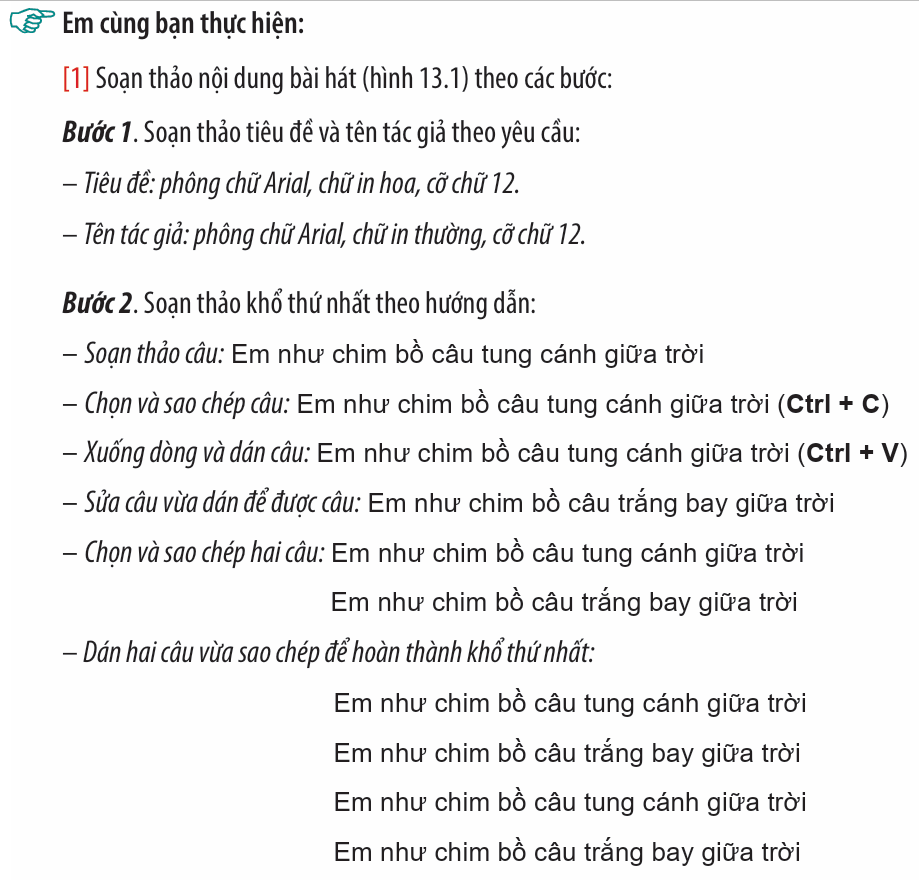 Em cùng bạn thực hiện:
[1] Soạn thảo nội dung bài hát (hình 13.1) theo các bước:
Bước 1. Soạn thảo tiêu đề và tên tác giả theo yêu cầu:
– Tiêu đề: phông chữ Arial, chữ in hoa, cỡ chữ 12.
– Tên tác giả: phông chữ Arial, chữ in thường, cỡ chữ 12.
Bước 2. Soạn thảo khổ thứ nhất theo hướng dẫn:
– Soạn thảo câu: Em như chim bồ câu tung cánh giữa trời
– Chọn và sao chép câu: Em như chim bồ câu tung cánh giữa trời (Ctrl + C)
– Xuống dòng và dán câu: Em như chim bồ câu tung cánh giữa trời (Ctrl + V)
– Sửa câu vừa dán để được câu: Em như chim bồ câu trắng bay giữa trời
– Chọn và sao chép hai câu: Em như chim bồ câu tung cánh giữa trời
Em như chim bồ câu trắng bay giữa trời
– Dán hai câu vừa sao chép để hoàn thành khổ thứ nhất:
Em như chim bồ câu tung cánh giữa trời
Em như chim bồ câu trắng bay giữa trời
Em như chim bồ câu tung cánh giữa trời
Em như chim bồ câu trắng bay giữa trời